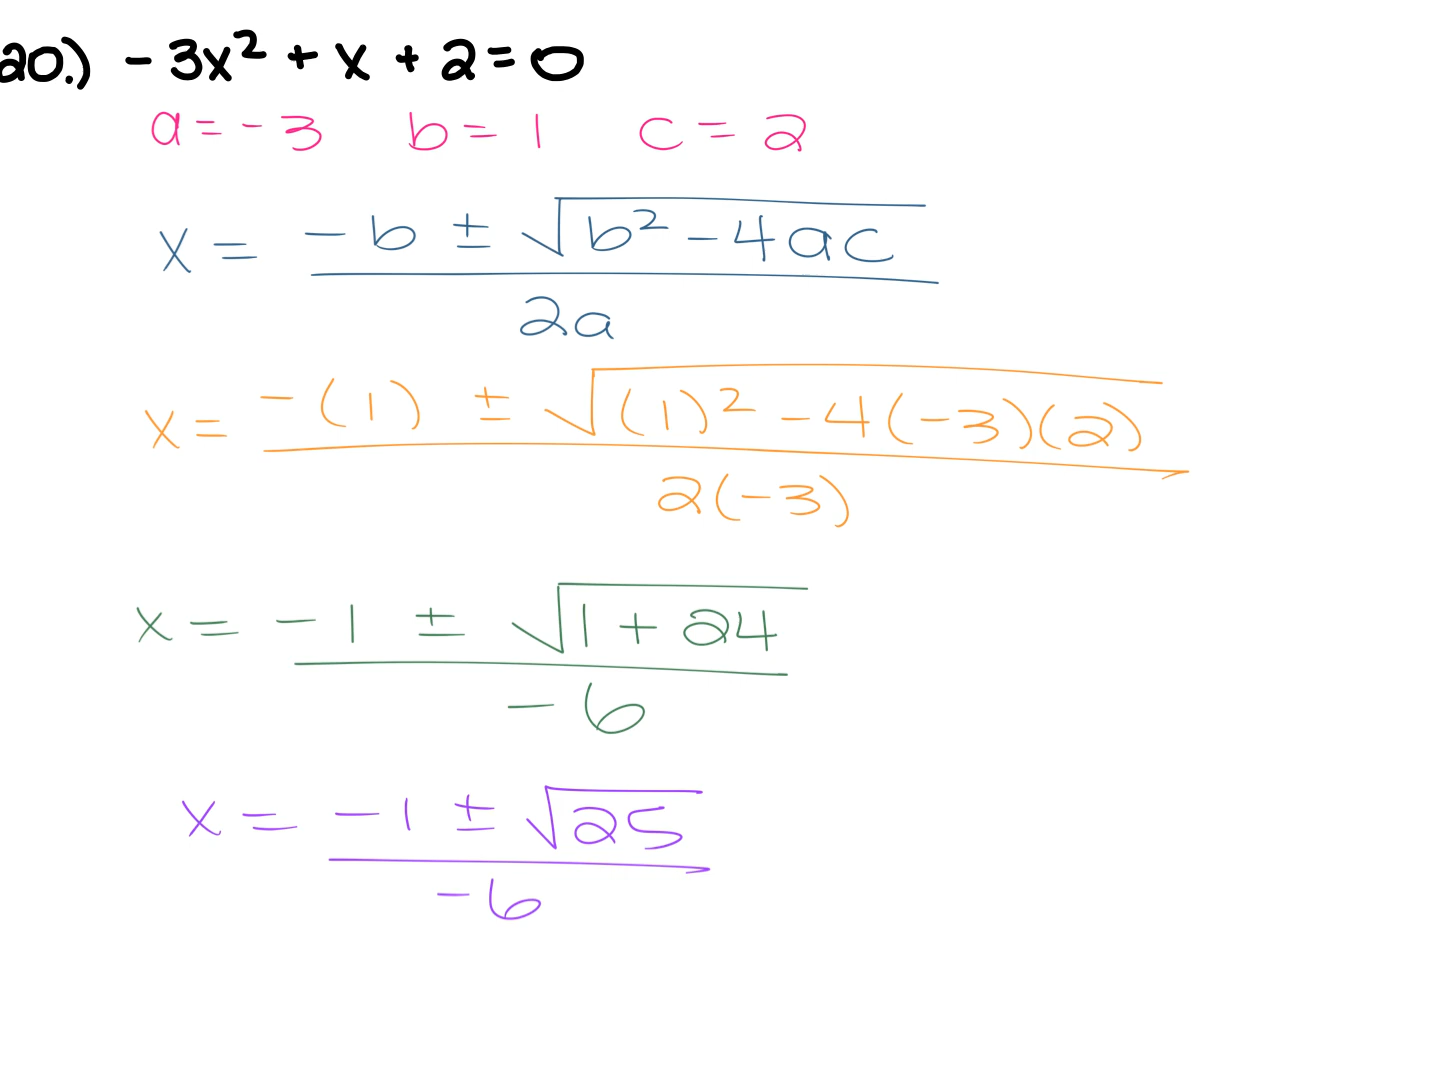 20.) -3x² + x + 2 = 0
a = -3 b = 1 c = 2
x = (-b ± √(b² - 4ac)) / 2a
x = (-(1) ± √((1)² - 4(-3)(2))) / 2(-3)
x = (-1 ± √(1 + 24)) / -6
x = (-1 ± √25) / -6